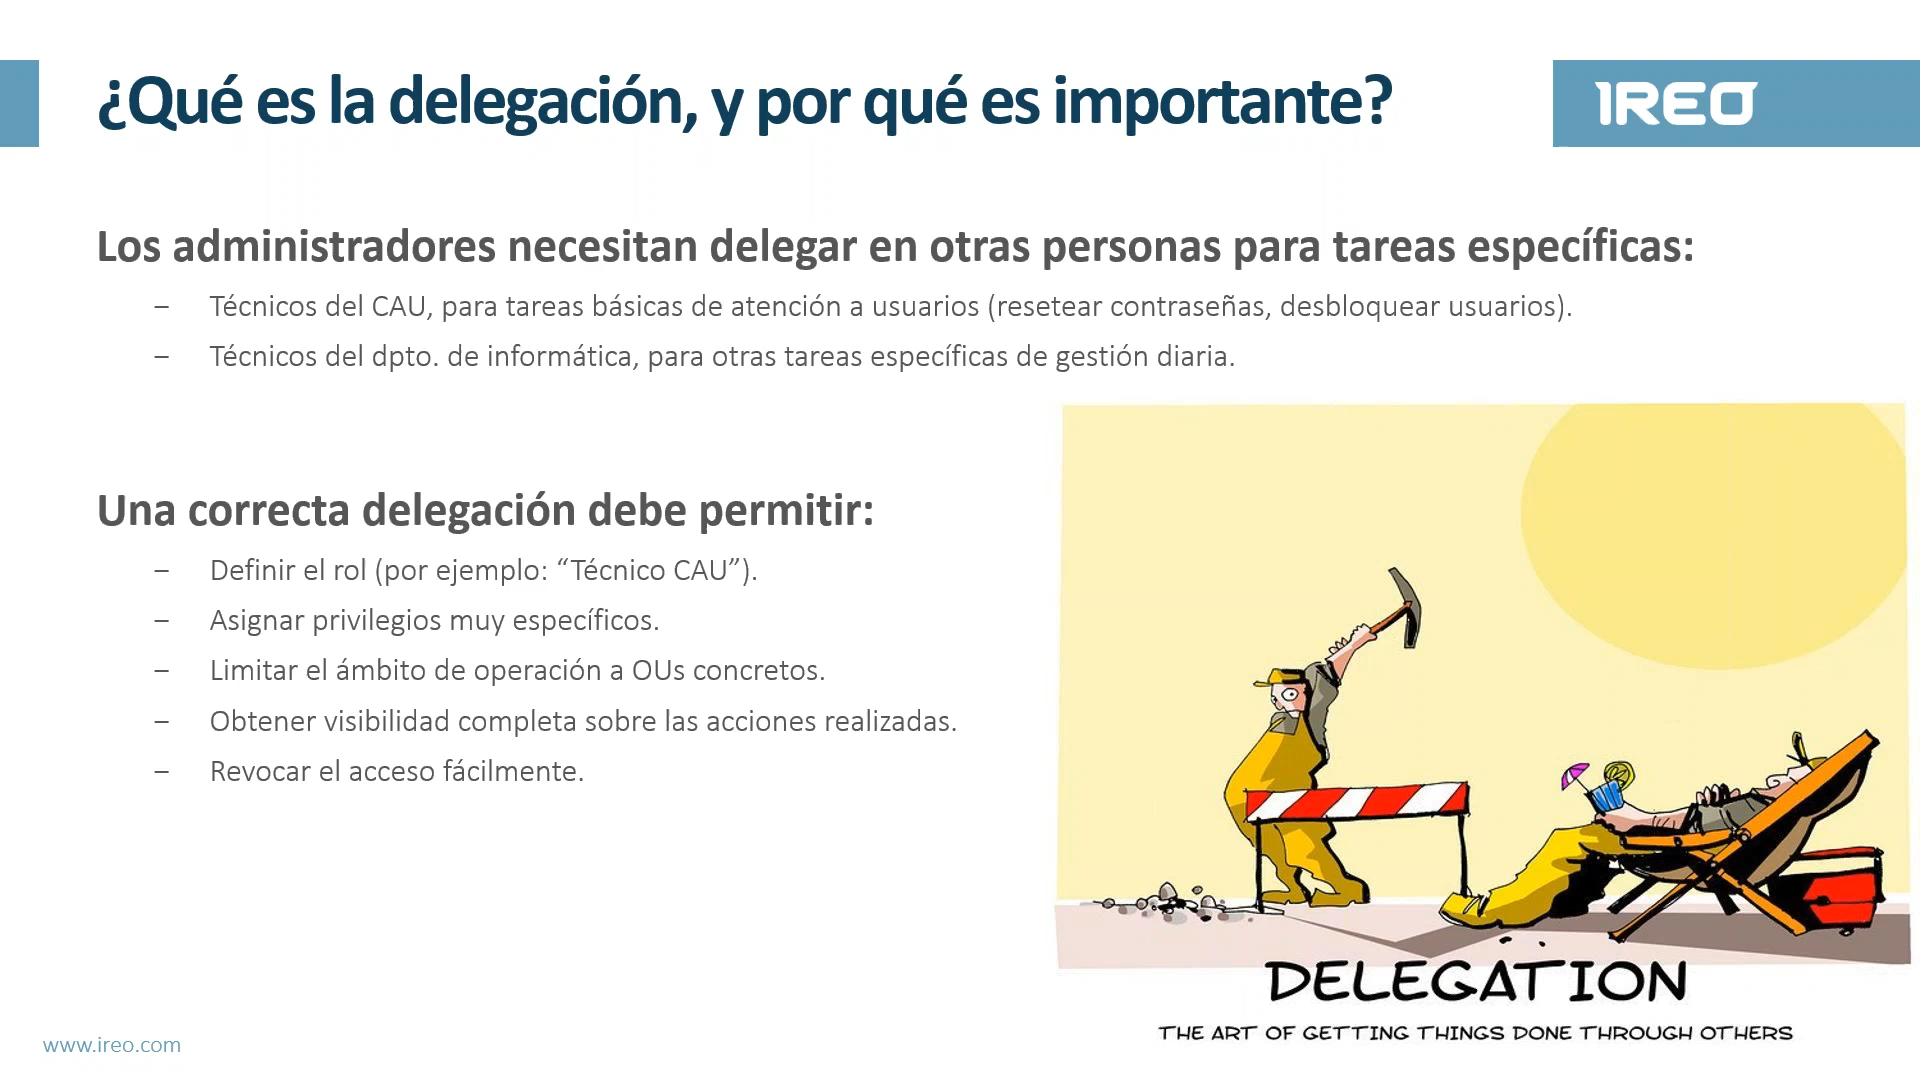 ¿Qué es la delegación, y por qué es importante?
IREO
Los administradores necesitan delegar en otras personas para tareas específicas:
– Técnicos del CAU, para tareas básicas de atención a usuarios (resetear contraseñas, desbloquear usuarios).
– Técnicos del dpto. de informática, para otras tareas específicas de gestión diaria.
Una correcta delegación debe permitir:
– Definir el rol (por ejemplo: “Técnico CAU”).
– Asignar privilegios muy específicos.
– Limitar el ámbito de operación a OUs concretos.
– Obtener visibilidad completa sobre las acciones realizadas.
– Revocar el acceso fácilmente.
DELEGATION
THE ART OF GETTING THINGS DONE THROUGH OTHERS
www.ireo.com